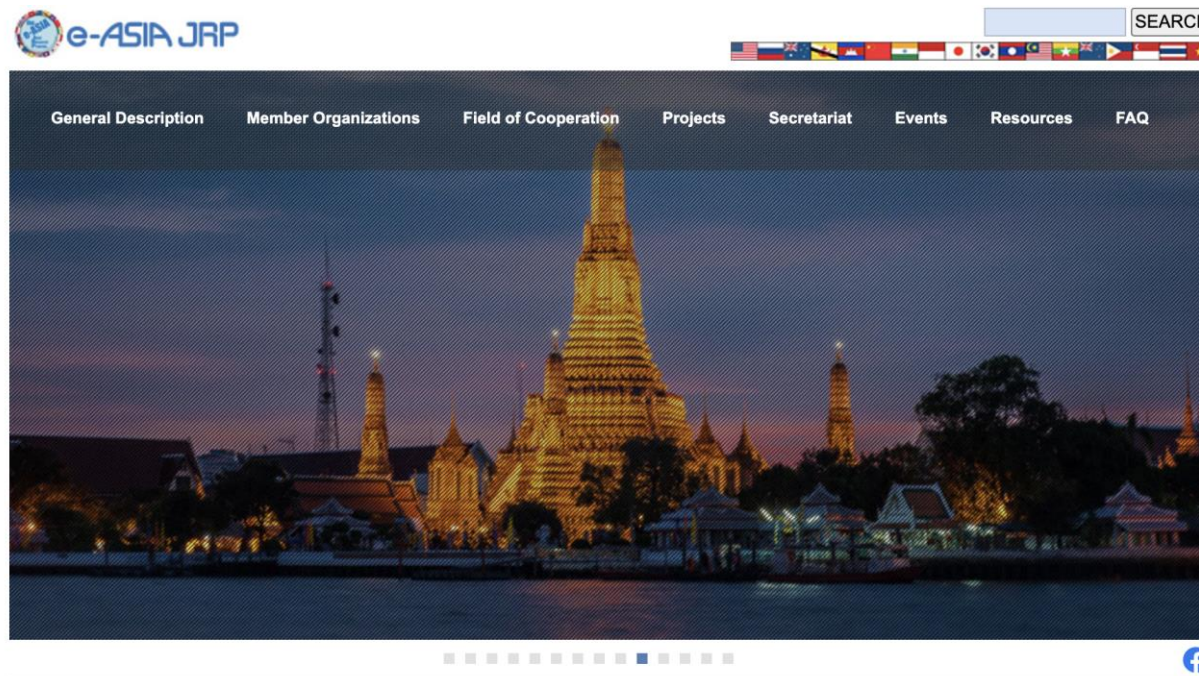 e-ASIA JRP
SEARCH
General Description Member Organizations Field of Cooperation Projects Secretariat Events Resources FAQ